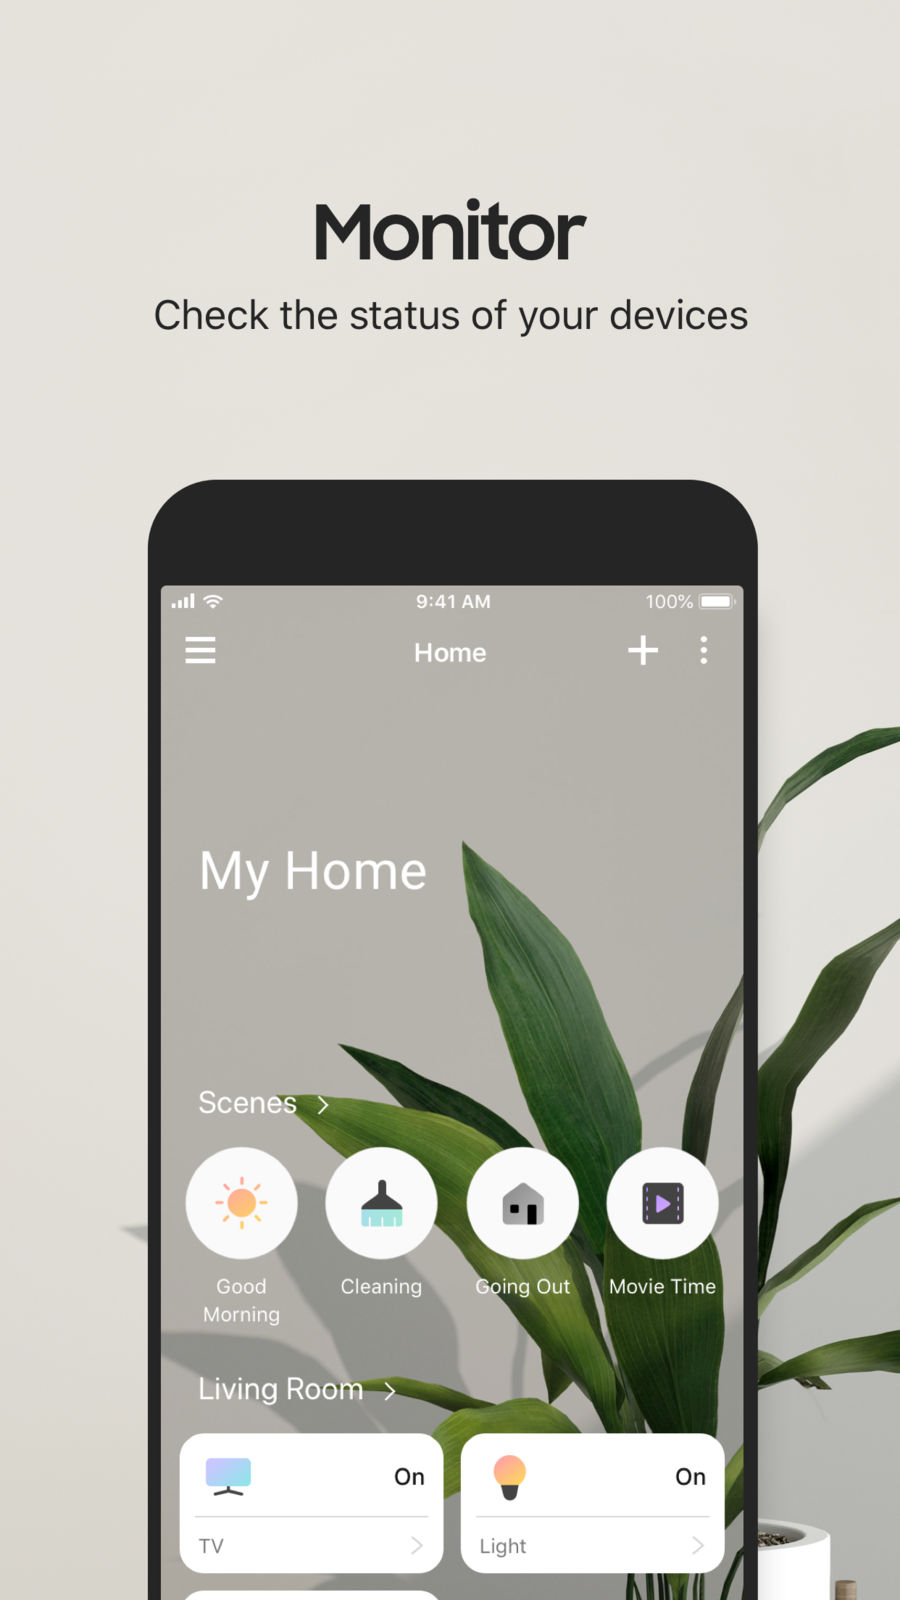 Monitor
Check the status of your devices
9:41 AM
100%
Home
My Home
Scenes
Good
Morning
Cleaning
Going Out
Movie Time
Living Room
On
On
TV
Light